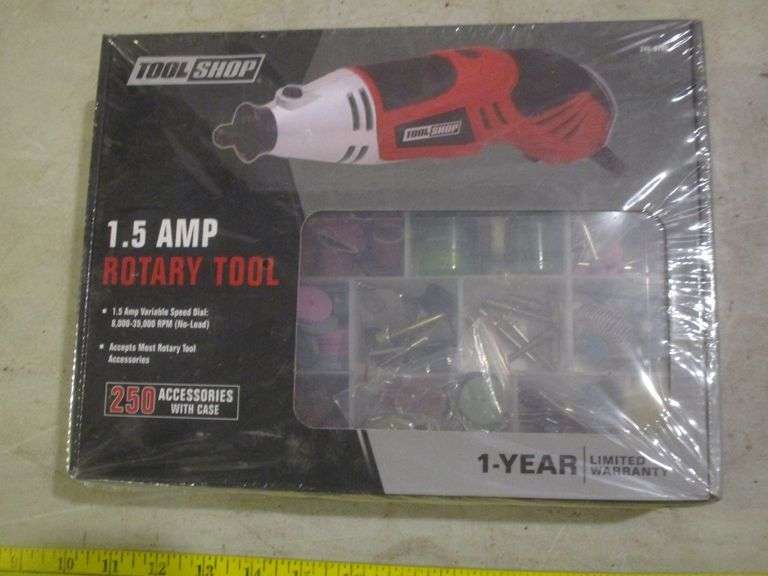 TOOL SHOP
TOOL SHOP
1.5 AMP
ROTARY TOOL
• 1.5 Amp Variable Speed Dial:
8,000-35,000 RPM (No-Load)
• Accepts Most Rotary Tool
Accessories
250 ACCESSORIES
WITH CASE
1-YEAR LIMITED
WARRANTY
10 11 12 13 14 15 16